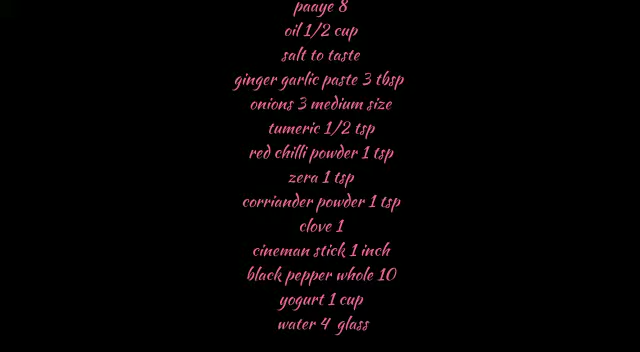 paaye 8
oil 1/2 cup
salt to taste
ginger garlic paste 3 tbsp
onions 3 medium size
tumeric 1/2 tsp
red chilli powder 1 tsp
zera 1 tsp
corriander powder 1 tsp
clove 1
cineman stick 1 inch
black pepper whole 10
yogurt 1 cup
water 4 glass